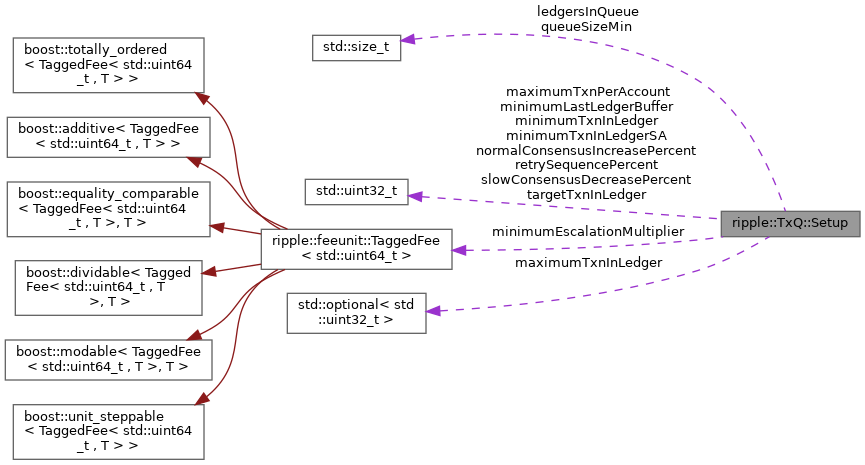 ledgersInQueue
queueSizeMin
std::size_t
boost::totally_ordered
< TaggedFee< std::uint64
_t , T > >
maximumTxnPerAccount
minimumLastLedgerBuffer
minimumTxnInLedger
minimumTxnInLedgerSA
normalConsensusIncreasePercent
retrySequencePercent
slowConsensusDecreasePercent
targetTxnInLedger
boost::additive< TaggedFee
< std::uint64_t , T > >
std::uint32_t
boost::equality_comparable
< TaggedFee< std::uint64
_t , T >, T >
ripple::TxQ::Setup
minimumEscalationMultiplier
ripple::feeunit::TaggedFee
< std::uint64_t >
maximumTxnInLedger
boost::dividable< Tagged
Fee< std::uint64_t , T
>, T >
std::optional< std
::uint32_t >
boost::modable< TaggedFee
< std::uint64_t , T >, T >
boost::unit_steppable
< TaggedFee< std::uint64
_t , T > >